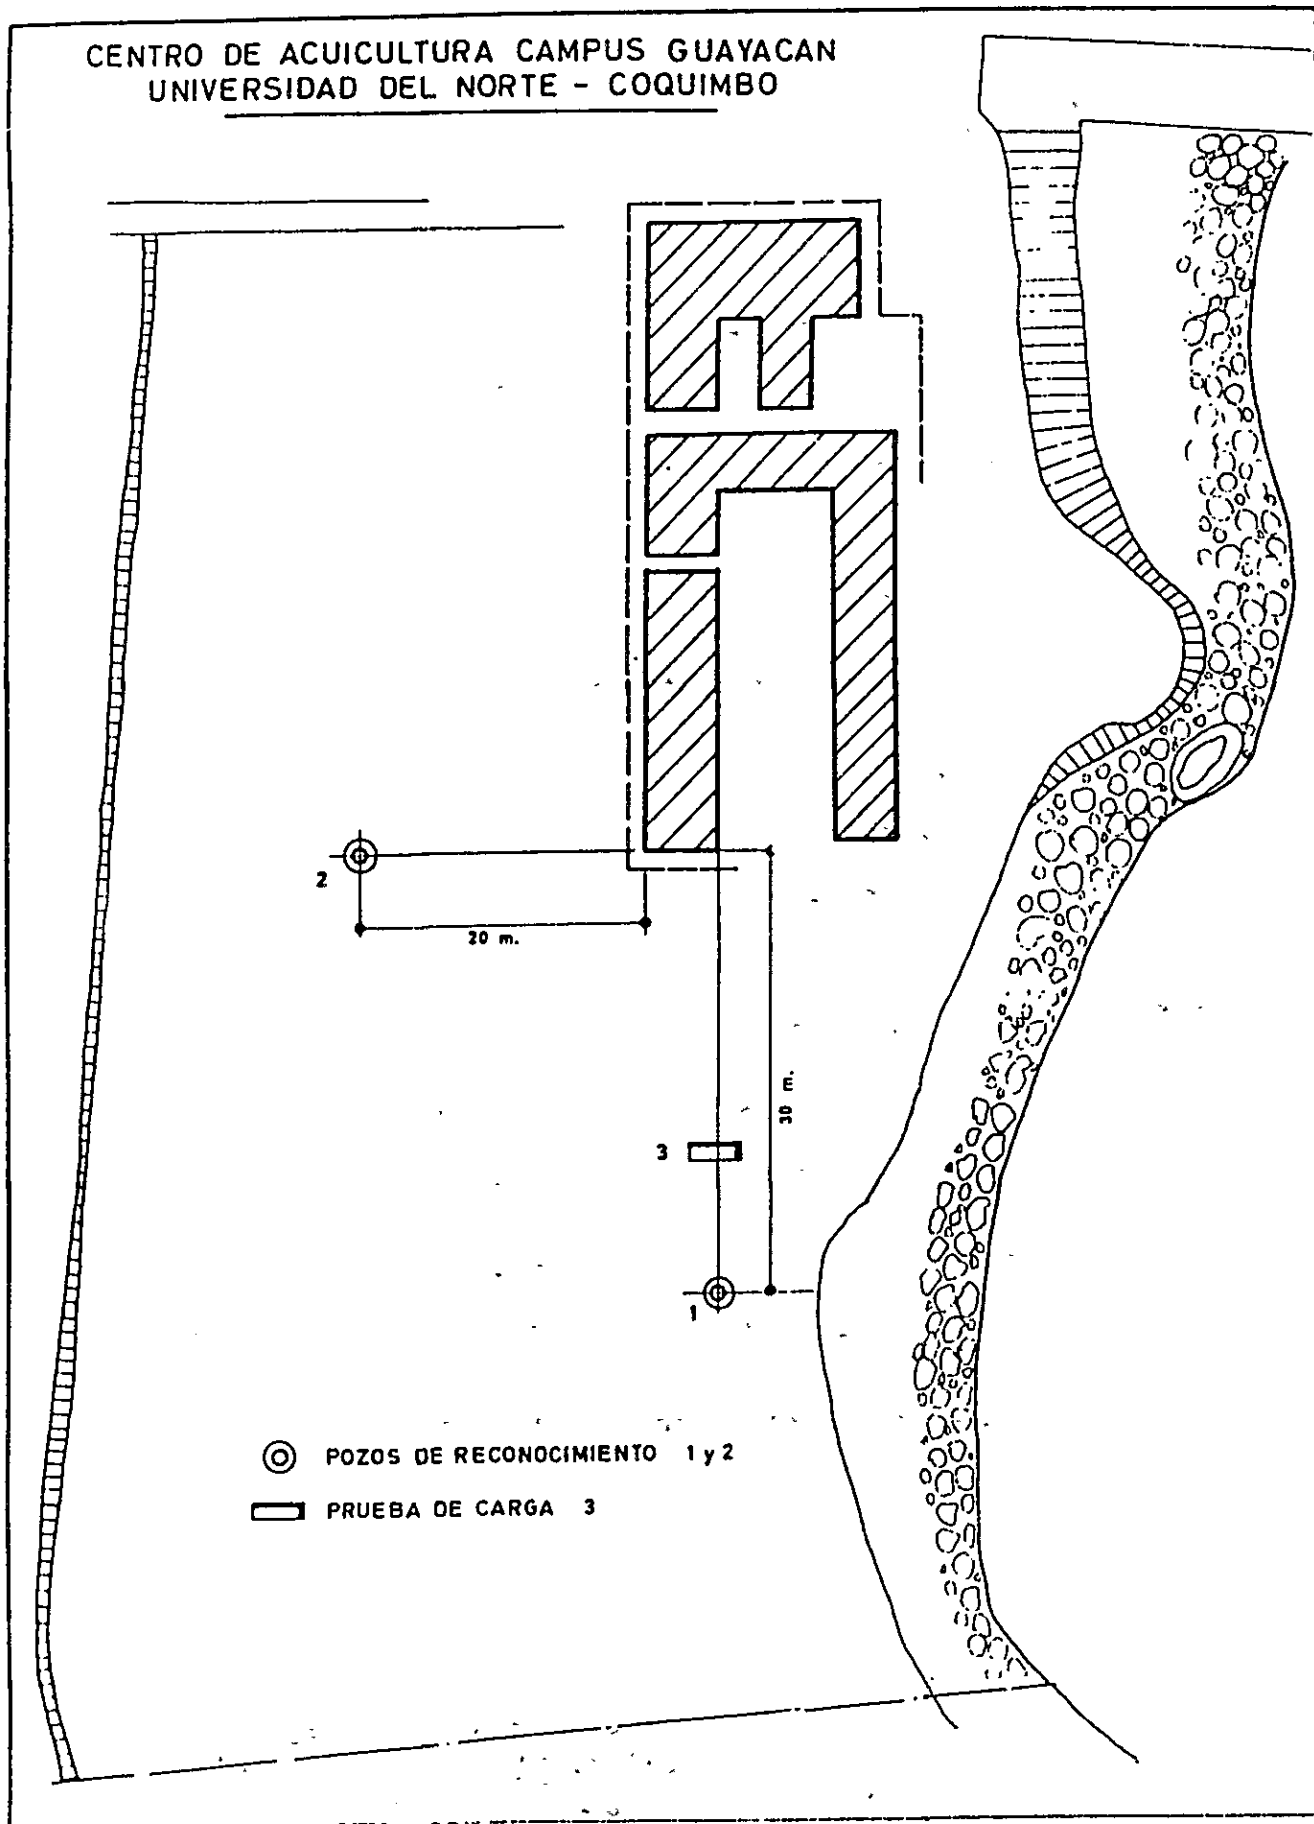 CENTRO DE ACUICULTURA CAMPUS GUAYACAN
UNIVERSIDAD DEL NORTE - COQUIMBO
2
20 m.
30 m.
3
1
POZOS DE RECONOCIMIENTO 1 y 2
PRUEBA DE CARGA 3